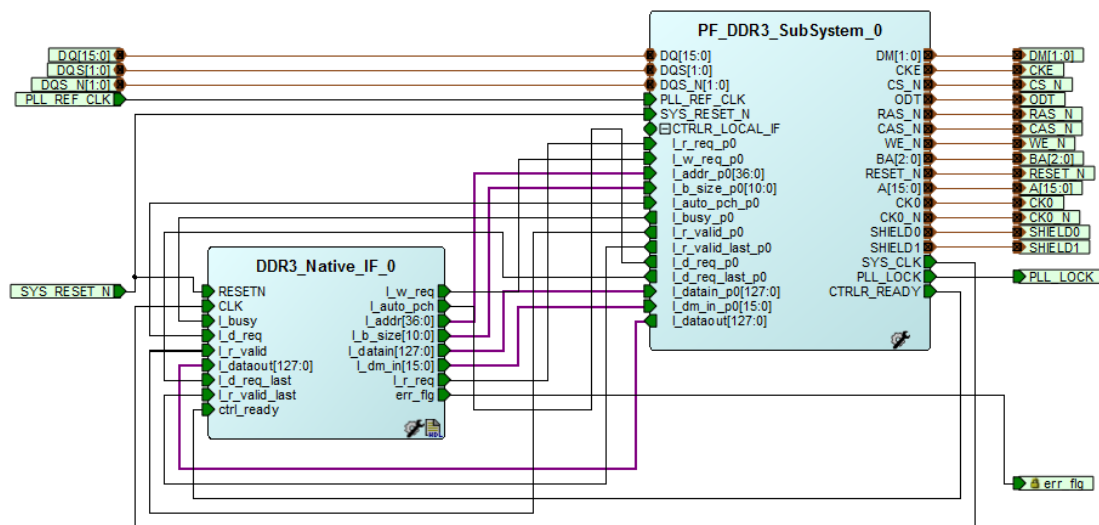 PF_DDR3_SubSystem_0
DQ[15:0]
DQS[1:0]
DQS_N[1:0]
PLL_REF_CLK
DQ[15:0]
DQS[1:0]
DQS_N[1:0]
PLL_REF_CLK
SYS_RESET_N
CTRLR_LOCAL_IF
l_r_req_p0
l_w_req_p0
l_addr_p0[36:0]
l_b_size_p0[10:0]
l_auto_pch_p0
l_busy_p0
l_r_valid_p0
l_r_valid_last_p0
l_d_req_p0
l_d_req_last_p0
l_datain_p0[127:0]
l_dm_in_p0[15:0]
l_dataout[127:0]
DM[1:0]
CKE
CS_N
ODT
RAS_N
CAS_N
WE_N
BA[2:0]
RESET_N
A[15:0]
CK0
CK0_N
SHIELD0
SHIELD1
SYS_CLK
PLL_LOCK
CTRLR_READY
DM[1:0]
CKE
CS_N
ODT
RAS_N
CAS_N
WE_N
BA[2:0]
RESET_N
A[15:0]
CK0
CK0_N
SHIELD0
SHIELD1
PLL_LOCK
DDR3_Native_IF_0
SYS_RESET_N
RESETN
CLK
l_busy
l_d_req
l_r_valid
l_dataout[127:0]
l_d_req_last
l_r_valid_last
ctrl_ready
l_w_req
l_auto_pch
l_addr[36:0]
l_b_size[10:0]
l_datain[127:0]
l_dm_in[15:0]
l_r_req
err_flg
HDL
err_flg